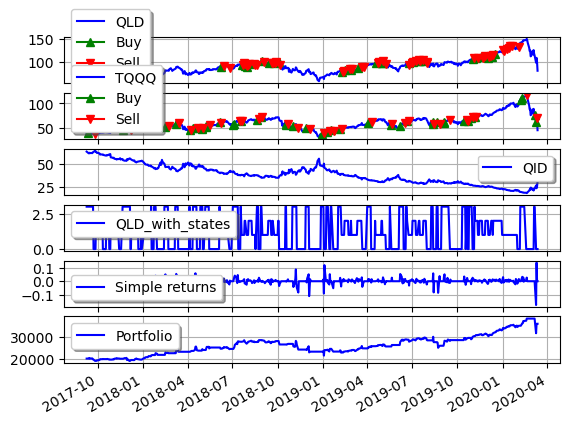 QLD
Buy
Sell
150
100
TQQQ
Buy
Sell
100
50
QID
50
25
QLD_with_states
2.5
0.0
Simple returns
0.1
0.0
−0.1
Portfolio
30000
20000
2017-10
2018-01
2018-04
2018-07
2018-10
2019-01
2019-04
2019-07
2019-10
2020-01
2020-04